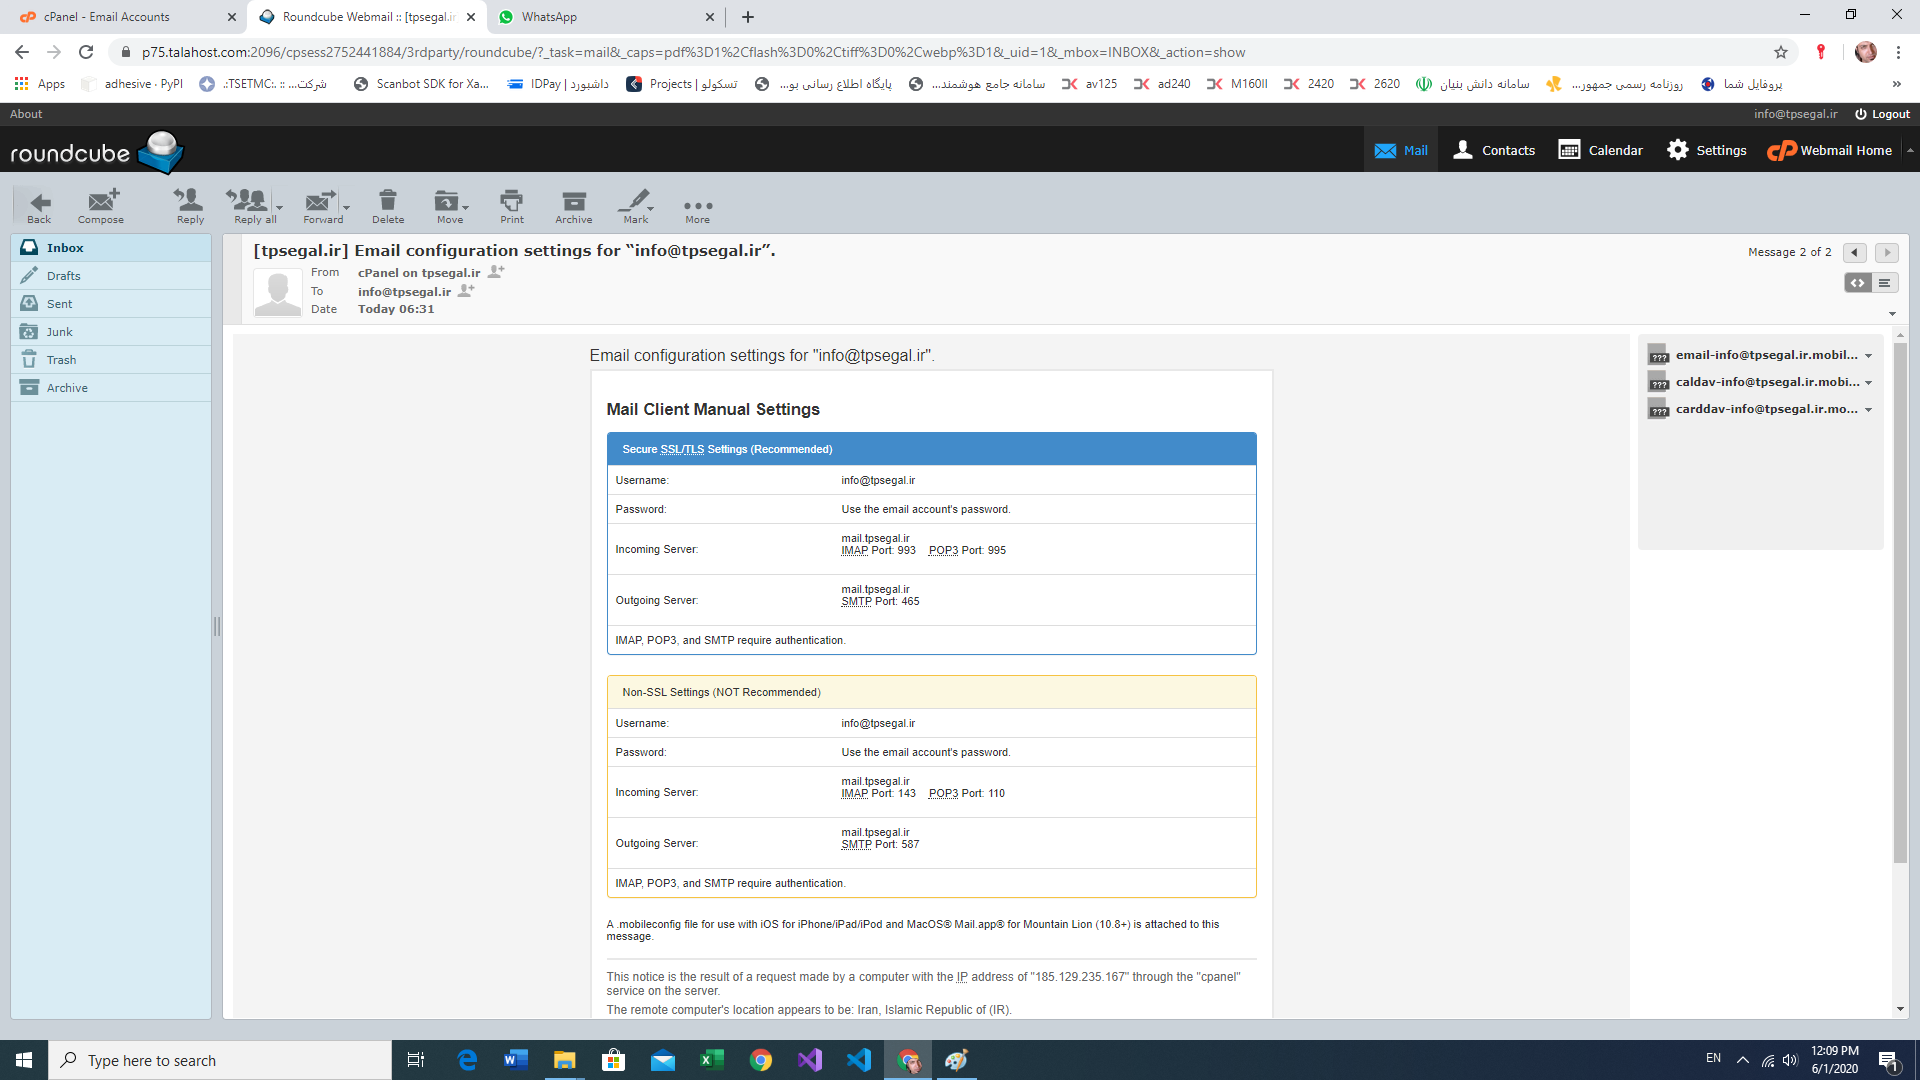 cPanel - Email Accounts
Roundcube Webmail :: [tpsegal.ir
WhatsApp
p75.talahost.com:2096/cpsess2752441884/3rdparty/roundcube/?_task=mail&_caps=pdf%3D1%2Cflash%3D0%2Ctiff%3D0%2Cwebp%3D1&_uid=1&_mbox=INBOX&_action=show
Apps
adhesive · PyPI
شرکت... :: .:TSETMC:.
Scanbot SDK for Xa...
IDPay | داشبورد
Projects | تسکولو
پایگاه اطلاع رسانی بو...
سامانه جامع هوشمند...
av125
ad240
M160II
2420
2620
سامانه دانش بنیان
روزنامه رسمی جمهور...
پروفایل شما
»
About
info@tpsegal.ir
Logout
roundcube
Mail
Contacts
Calendar
Settings
cP Webmail Home
Back
Compose
Reply
Reply all
Forward
Delete
Move
Print
Archive
Mark
More
Inbox
Drafts
Sent
Junk
Trash
Archive
[tpsegal.ir] Email configuration settings for “info@tpsegal.ir”.
Message 2 of 2
From cPanel on tpsegal.ir
To info@tpsegal.ir
Date Today 06:31
Email configuration settings for "info@tpsegal.ir".
Mail Client Manual Settings
Secure SSL/TLS Settings (Recommended)
Username: info@tpsegal.ir
Password: Use the email account's password.
Incoming Server: mail.tpsegal.ir
IMAP Port: 993 POP3 Port: 995
Outgoing Server: mail.tpsegal.ir
SMTP Port: 465
IMAP, POP3, and SMTP require authentication.
Non-SSL Settings (NOT Recommended)
Username: info@tpsegal.ir
Password: Use the email account's password.
Incoming Server: mail.tpsegal.ir
IMAP Port: 143 POP3 Port: 110
Outgoing Server: mail.tpsegal.ir
SMTP Port: 587
IMAP, POP3, and SMTP require authentication.
A .mobileconfig file for use with iOS for iPhone/iPad/iPod and MacOS® Mail.app® for Mountain Lion (10.8+) is attached to this
message.
This notice is the result of a request made by a computer with the IP address of "185.129.235.167" through the "cpanel"
service on the server.
The remote computer's location appears to be: Iran, Islamic Republic of (IR).
??? email-info@tpsegal.ir.mobil...
??? caldav-info@tpsegal.ir.mobi...
??? carddav-info@tpsegal.ir.mo...
Type here to search
EN
12:09 PM
6/1/2020
1